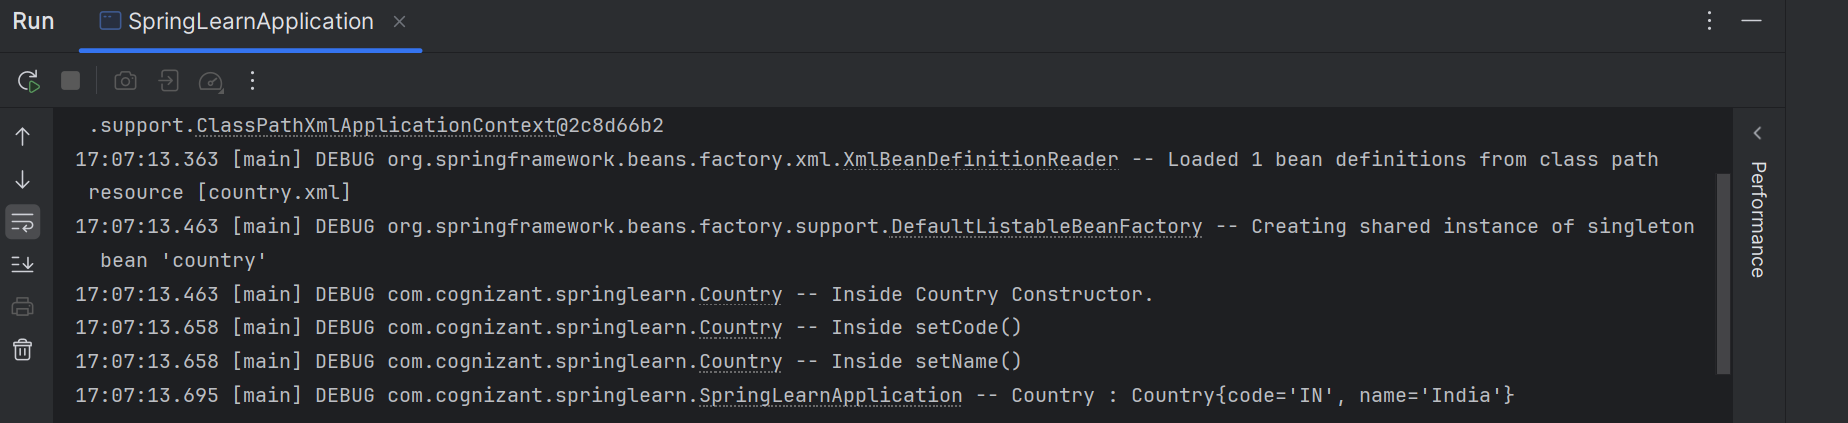 Run SpringLearnApplication
.support.ClassPathXmlApplicationContext@2c8d66b2
17:07:13.363 [main] DEBUG org.springframework.beans.factory.xml.XmlBeanDefinitionReader -- Loaded 1 bean definitions from class path
resource [country.xml]
17:07:13.463 [main] DEBUG org.springframework.beans.factory.support.DefaultListableBeanFactory -- Creating shared instance of singleton
bean 'country'
17:07:13.463 [main] DEBUG com.cognizant.springlearn.Country -- Inside Country Constructor.
17:07:13.658 [main] DEBUG com.cognizant.springlearn.Country -- Inside setCode()
17:07:13.658 [main] DEBUG com.cognizant.springlearn.Country -- Inside setName()
17:07:13.695 [main] DEBUG com.cognizant.springlearn.SpringLearnApplication -- Country : Country{code='IN', name='India'}
Performance